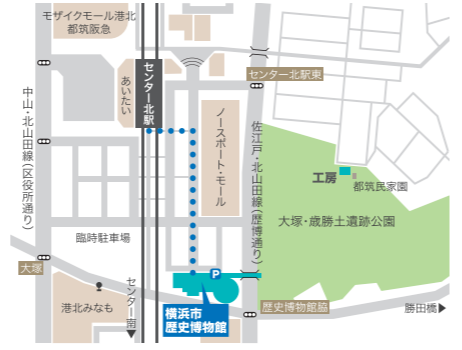 モザイクモール港北
都筑阪急
あいたい
センター北駅
センター北駅東
中山・北山田線(区役所通り)
ノースポート・モール
佐江戸・北山田線(歴博通り)
工房
都筑民家園
大塚・歳勝土遺跡公園
臨時駐車場
大塚
P
港北みなも
センター南▼
横浜市
歴史博物館
歴史博物館脇
勝田橋▶